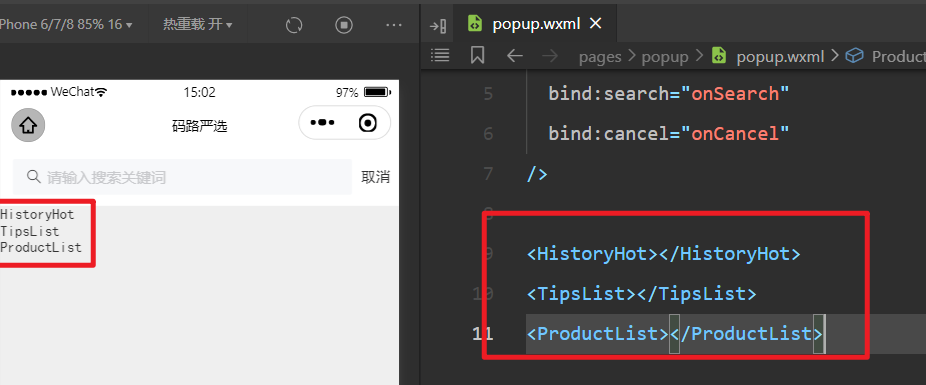 Phone 6/7/8 85% 16
热重载 开
popup.wxml
pages > popup > popup.wxml > Product
WeChat
15:02
97%
码路严选
请输入搜索关键词
取消
HistoryHot
TipsList
ProductList
5 bind:search="onSearch"
6 bind:cancel="onCancel"
7 />
8
9 <HistoryHot></HistoryHot>
10 <TipsList></TipsList>
11 <ProductList></ProductList>